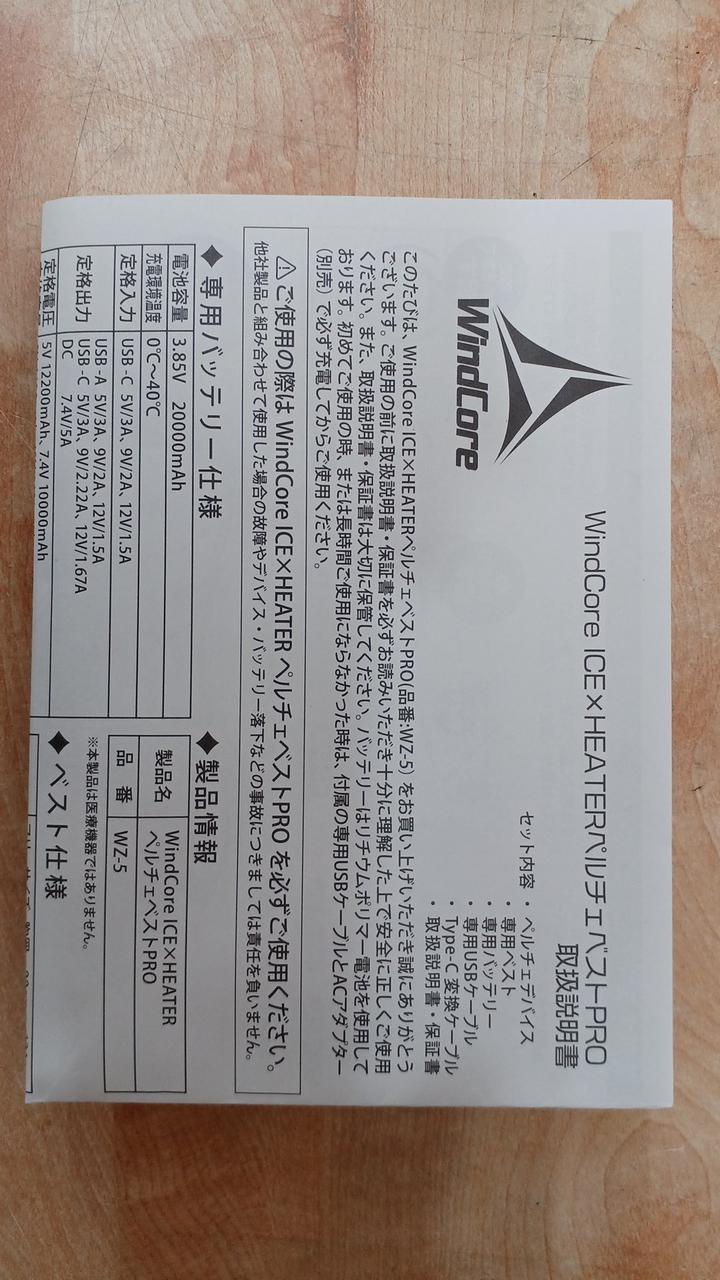 WindCore ICE×HEATERペルチェベストPRO
取扱説明書
WindCore
セット内容・ペルチェデバイス
・専用ベスト
・専用バッテリー
・専用USBケーブル
・Type-C 変換ケーブル
・取扱説明書・保証書
このたびは、WindCore ICE×HEATERペルチェベストPRO(品番:WZ-5) をお買い上げいただき誠にありがとう
ございます。ご使用の前に取扱説明書・保証書を必ずお読みいただき十分に理解した上で安全に正しくご使用
ください。また、取扱説明書・保証書は大切に保管してください。バッテリーはリチウムポリマー電池を使用して
おります。初めてご使用の時、または長時間ご使用にならなかった時は、付属の専用USBケーブルとACアダプター
(別売) で必ず充電してからご使用ください。
⚠ご使用の際は WindCore ICE×HEATER ペルチェベストPRO を必ずご使用ください。
他社製品と組み合わせて使用した場合の故障やデバイス・バッテリー落下などの事故につきましては責任を負いません。
◆専用バッテリー仕様
電池容量 3.85V 20000mAh
充電環境温度 0℃～40℃
定格入力 USB-C 5V/3A、9V/2A、12V/1.5A
定格出力 USB-A 5V/3A、9V/2A、12V/1.5A
USB-C 5V/3A、9V/2.22A、12V/1.67A
DC 7.4V/5A
定格電圧 5V 12200mAh、7.4V 10000mAh
◆製品情報
製品名 WindCore ICE×HEATER
ペルチェベストPRO
品 番 WZ-5
※本製品は医療機器ではありません。
◆ベスト仕様